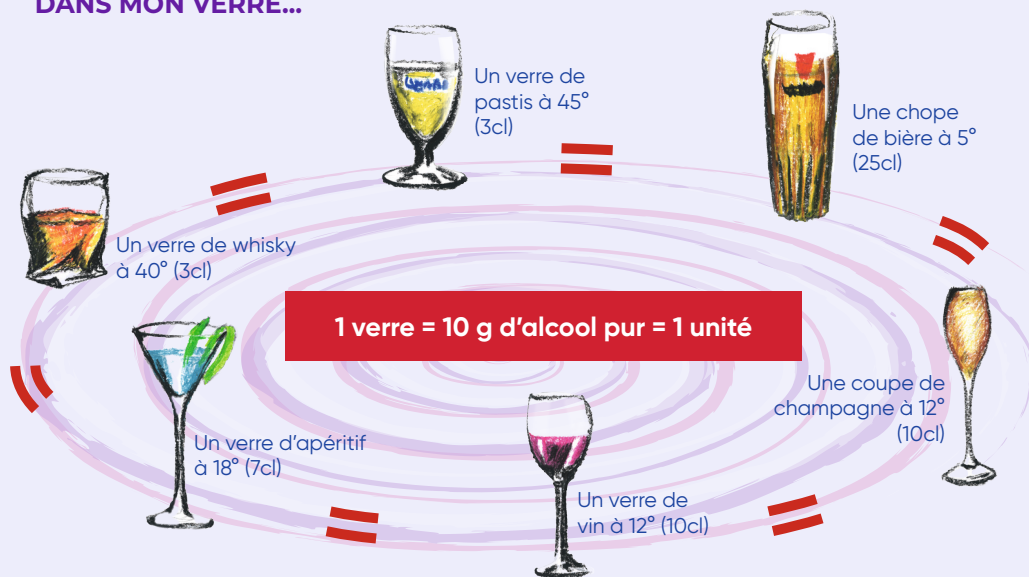 DANS MON VERRE...
Un verre de
pastis à 45°
(3cl)
Une chope
de bière à 5°
(25cl)
Un verre de whisky
à 40° (3cl)
1 verre = 10 g d'alcool pur = 1 unité
Une coupe de
champagne à 12°
(10cl)
Un verre d'apéritif
à 18° (7cl)
Un verre de
vin à 12° (10cl)